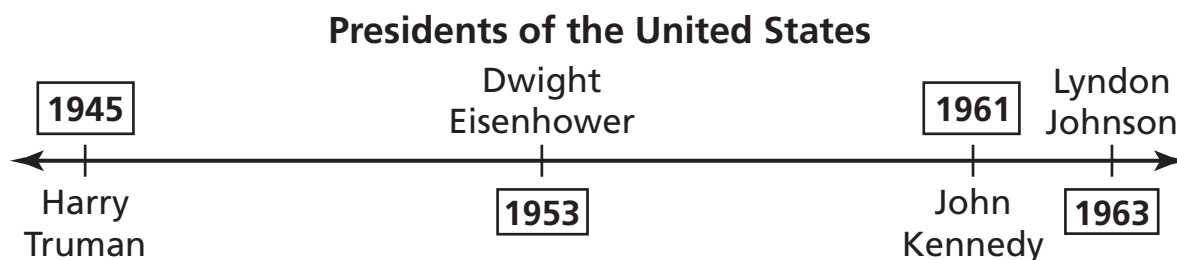 Presidents of the United States
1945
Harry
Truman
Dwight
Eisenhower
1953
1961
John
Kennedy
Lyndon
Johnson
1963